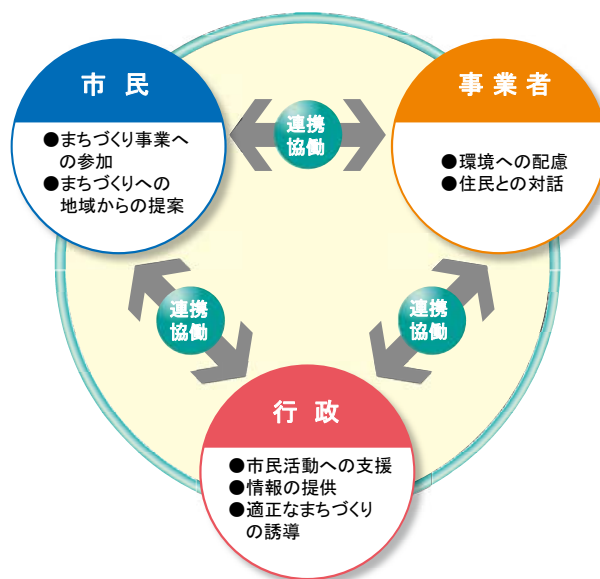 市民
●まちづくり事業へ
の参加
●まちづくりへの
地域からの提案
連携
協働
事業者
●環境への配慮
●住民との対話
連携
協働
連携
協働
行政
●市民活動への支援
●情報の提供
●適正なまちづくり
の誘導